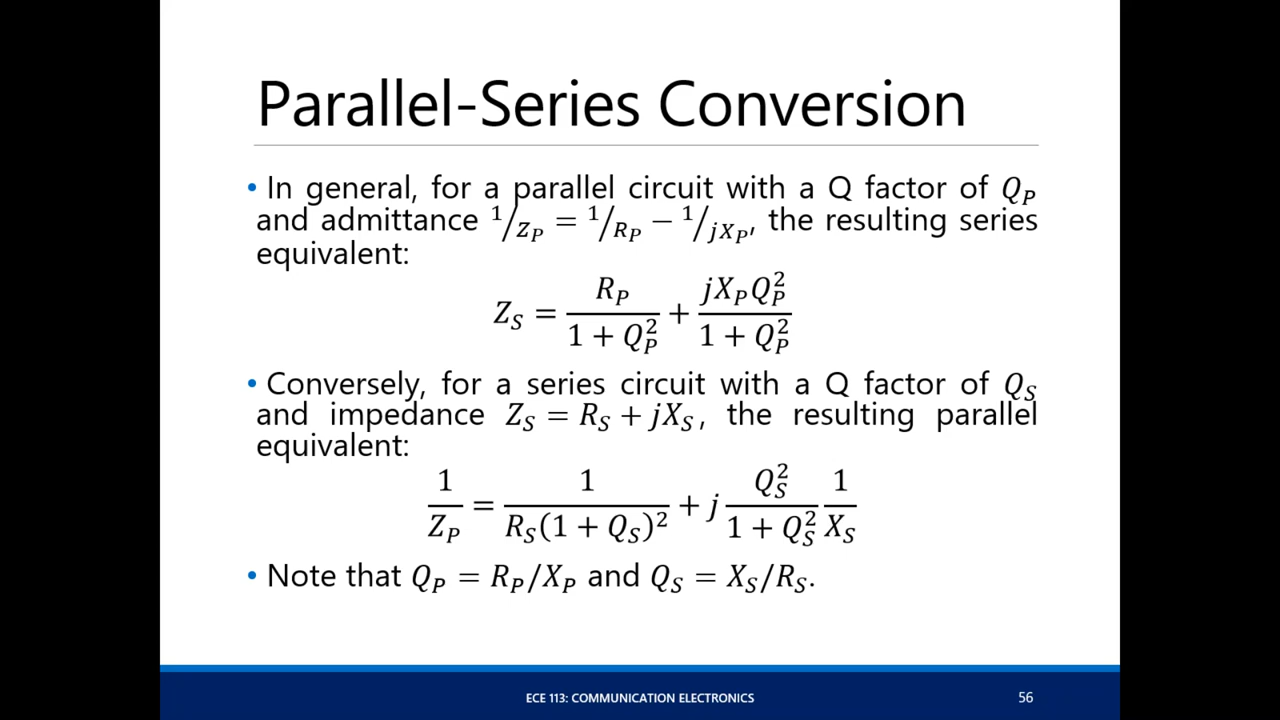 Parallel-Series Conversion
• In general, for a parallel circuit with a Q factor of Q_P
and admittance 1/Z_P = 1/R_P − 1/jX_P, the resulting series
equivalent:
Z_S = R_P/(1 + Q_P^2) + jX_PQ_P^2/(1 + Q_P^2)
• Conversely, for a series circuit with a Q factor of Q_S
and impedance Z_S = R_S + jX_S, the resulting parallel
equivalent:
1/Z_P = 1/(R_S(1 + Q_S)^2) + j Q_S^2/(1 + Q_S^2) 1/X_S
• Note that Q_P = R_P/X_P and Q_S = X_S/R_S.
ECE 113: COMMUNICATION ELECTRONICS
56